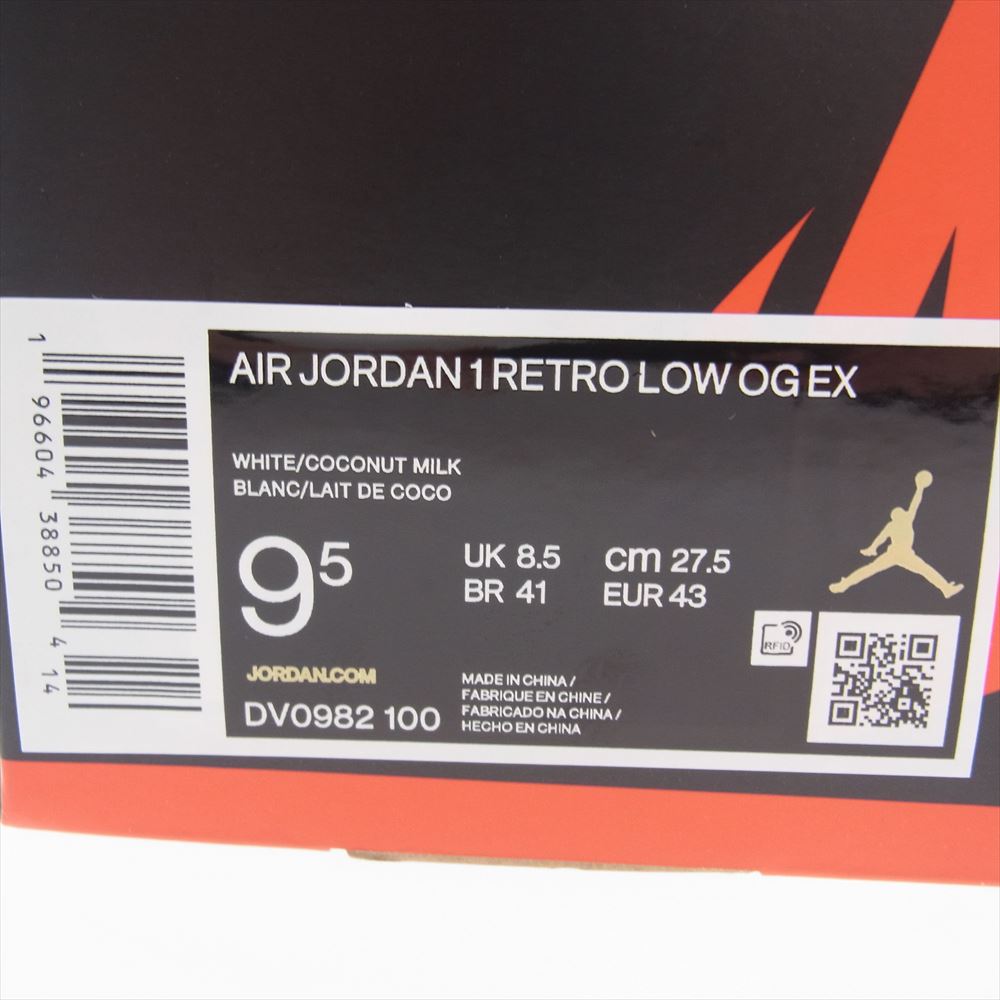 AIR JORDAN 1 RETRO LOW OG EX
WHITE/COCONUT MILK
BLANC/LAIT DE COCO
9 5
UK 8.5 cm 27.5
BR 41 EUR 43
RFID
JORDAN.COM
DV0982 100
MADE IN CHINA /
FABRIQUE EN CHINE /
FABRICADO NA CHINA /
HECHO EN CHINA
1 96604 38850 4 14